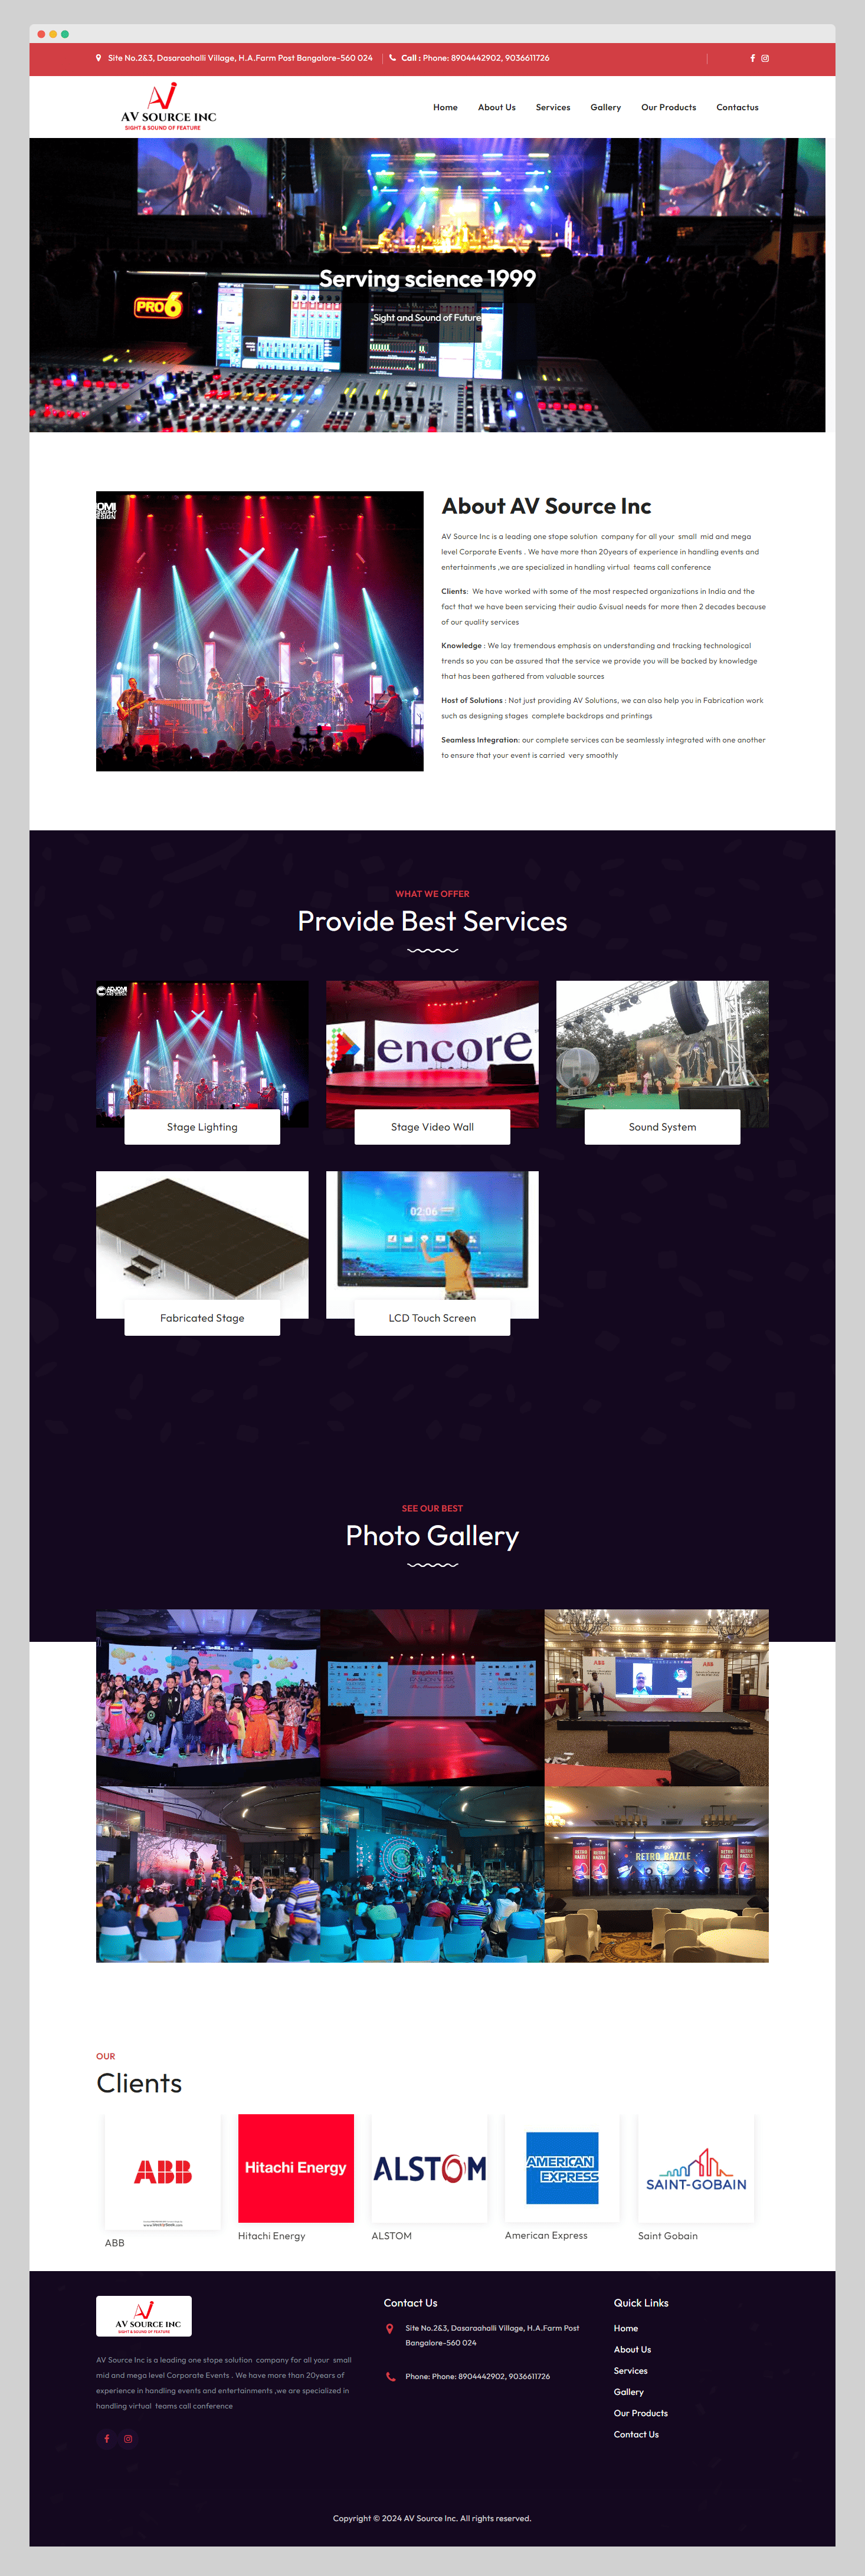 Site No.2&3, Dasaraahalli Village, H.A.Farm Post Bangalore-560 024
Call : Phone: 8904442902, 9036611726
AV SOURCE INC
SIGHT & SOUND OF FEATURE
Home
About Us
Services
Gallery
Our Products
Contactus
Serving science 1999
Sight and Sound of Future
PRO6
About AV Source Inc
AV Source Inc is a leading one stope solution company for all your small mid and mega
level Corporate Events . We have more than 20years of experience in handling events and
entertainments ,we are specialized in handling virtual teams call conference
Clients: We have worked with some of the most respected organizations in India and the
fact that we have been servicing their audio &visual needs for more then 2 decades because
of our quality services
Knowledge : We lay tremendous emphasis on understanding and tracking technological
trends so you can be assured that the service we provide you will be backed by knowledge
that has been gathered from valuable sources
Host of Solutions : Not just providing AV Solutions, we can also help you in Fabrication work
such as designing stages complete backdrops and printings
Seamless Integration: our complete services can be seamlessly integrated with one another
to ensure that your event is carried very smoothly
WHAT WE OFFER
Provide Best Services
encore
Stage Lighting
Stage Video Wall
Sound System
02:30
Fabricated Stage
LCD Touch Screen
SEE OUR BEST
Photo Gallery
ABB
ABB
RETRO RAZZLE
OUR
Clients
ABB
Hitachi Energy
ALSTOM
AMERICAN
EXPRESS
SAINT-GOBAIN
ABB
Hitachi Energy
ALSTOM
American Express
Saint Gobain
AV SOURCE INC
SIGHT & SOUND OF FEATURE
AV Source Inc is a leading one stope solution company for all your small
mid and mega level Corporate Events . We have more than 20years of
experience in handling events and entertainments ,we are specialized in
handling virtual teams call conference
Contact Us
Site No.2&3, Dasaraahalli Village, H.A.Farm Post
Bangalore-560 024
Phone: Phone: 8904442902, 9036611726
Quick Links
Home
About Us
Services
Gallery
Our Products
Contact Us
Copyright © 2024 AV Source Inc. All rights reserved.